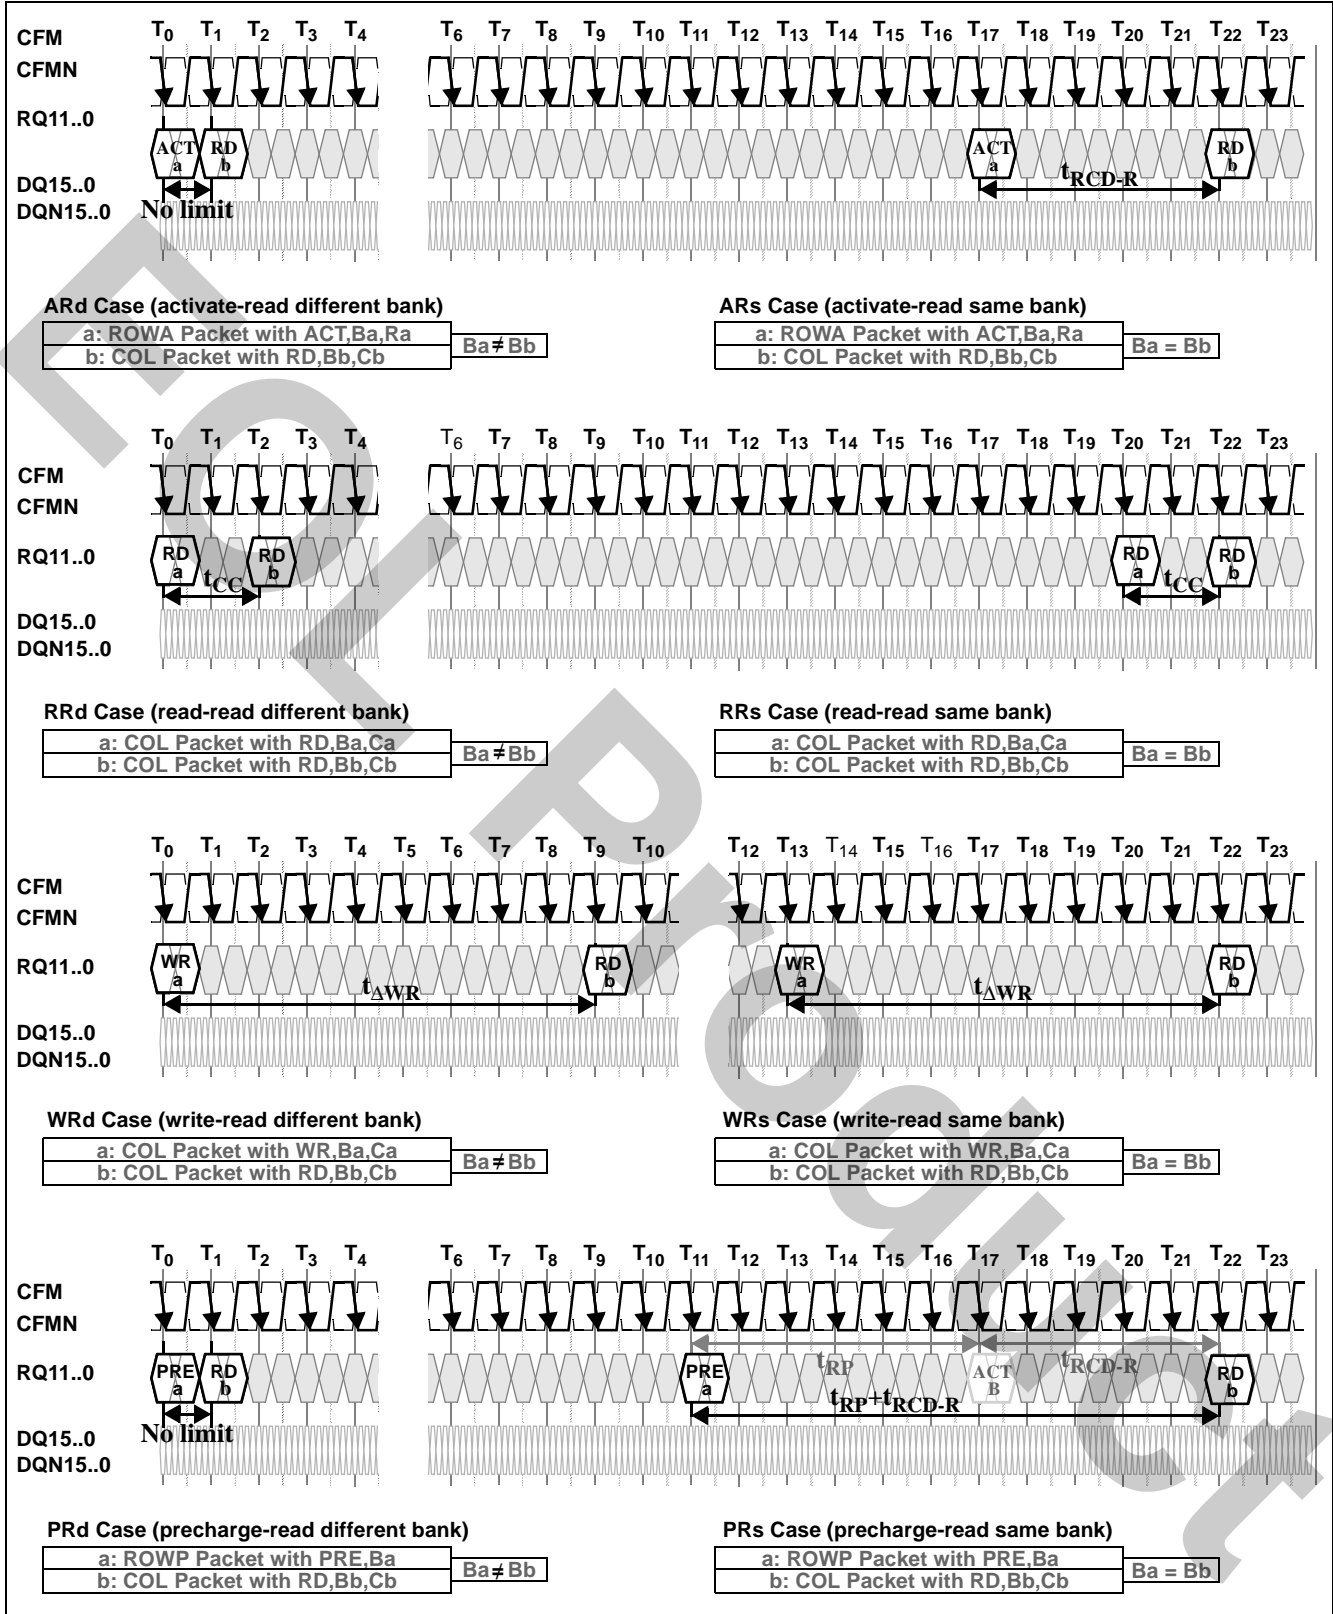 T0 T1 T2 T3 T4 T6 T7 T8 T9 T10 T11 T12 T13 T14 T15 T16 T17 T18 T19 T20 T21 T22 T23
CFM
CFMN
RQ11..0
ACT a RD b ACT a RD b
tRCD-R
DQ15..0
No limit
DQN15..0
ARd Case (activate-read different bank) ARs Case (activate-read same bank)
a: ROWA Packet with ACT,Ba,Ra a: ROWA Packet with ACT,Ba,Ra
Ba≠Bb Ba = Bb
b: COL Packet with RD,Bb,Cb b: COL Packet with RD,Bb,Cb
T0 T1 T2 T3 T4 T6 T7 T8 T9 T10 T11 T12 T13 T14 T15 T16 T17 T18 T19 T20 T21 T22 T23
CFM
CFMN
RQ11..0
RD a RD b RD a RD b
tCC tCC
DQ15..0
DQN15..0
RRd Case (read-read different bank) RRs Case (read-read same bank)
a: COL Packet with RD,Ba,Ca a: COL Packet with RD,Ba,Ca
Ba≠Bb Ba = Bb
b: COL Packet with RD,Bb,Cb b: COL Packet with RD,Bb,Cb
T0 T1 T2 T3 T4 T5 T6 T7 T8 T9 T10 T12 T13 T14 T15 T16 T17 T18 T19 T20 T21 T22 T23
CFM
CFMN
RQ11..0
WR a RD b WR a RD b
tΔWR tΔWR
DQ15..0
DQN15..0
WRd Case (write-read different bank) WRs Case (write-read same bank)
a: COL Packet with WR,Ba,Ca a: COL Packet with WR,Ba,Ca
Ba≠Bb Ba = Bb
b: COL Packet with RD,Bb,Cb b: COL Packet with RD,Bb,Cb
T0 T1 T2 T3 T4 T6 T7 T8 T9 T10 T11 T12 T13 T14 T15 T16 T17 T18 T19 T20 T21 T22 T23
CFM
CFMN
RQ11..0
tRP tRCD-R
PRE a RD b PRE a ACT B RD b
tRP+tRCD-R
No limit
DQ15..0
DQN15..0
PRd Case (precharge-read different bank) PRs Case (precharge-read same bank)
a: ROWP Packet with PRE,Ba a: ROWP Packet with PRE,Ba
Ba≠Bb Ba = Bb
b: COL Packet with RD,Bb,Cb b: COL Packet with RD,Bb,Cb
EOL Product